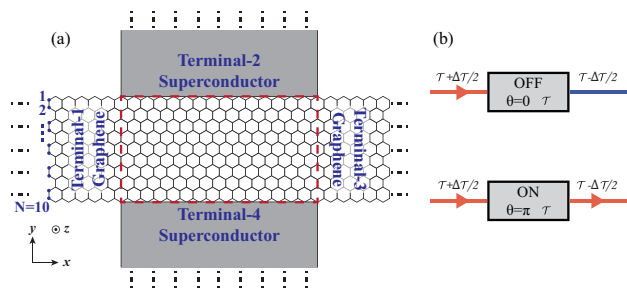 (a)
Terminal-2
Superconductor
1
2
N=10
Terminal-1
Graphene
Terminal-3
Graphene
Terminal-4
Superconductor
y
z
x
(b)
𝒯+Δ𝒯/2
OFF
θ=0 𝒯
𝒯-Δ𝒯/2
𝒯+Δ𝒯/2
ON
θ=π 𝒯
𝒯-Δ𝒯/2